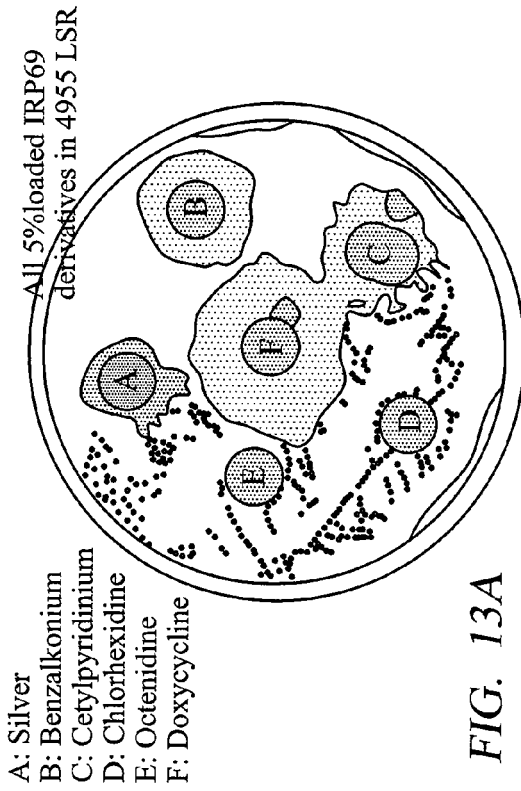 A: Silver
B: Benzalkonium
C: Cetylpyridinium
D: Chlorhexidine
E: Octenidine
F: Doxycycline
All 5%loaded IRP69
derivatives in 4955 LSR
A
B
C
D
E
F
FIG. 13A